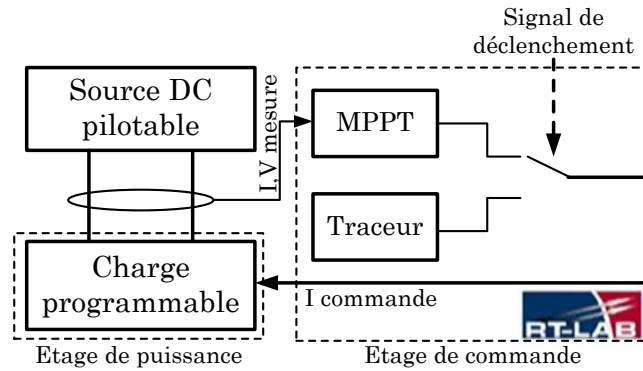 Signal de
déclenchement
Source DC
pilotable
I,V mesure
MPPT
Traceur
Charge
programmable
I commande
RT-LAB
Etage de puissance
Etage de commande